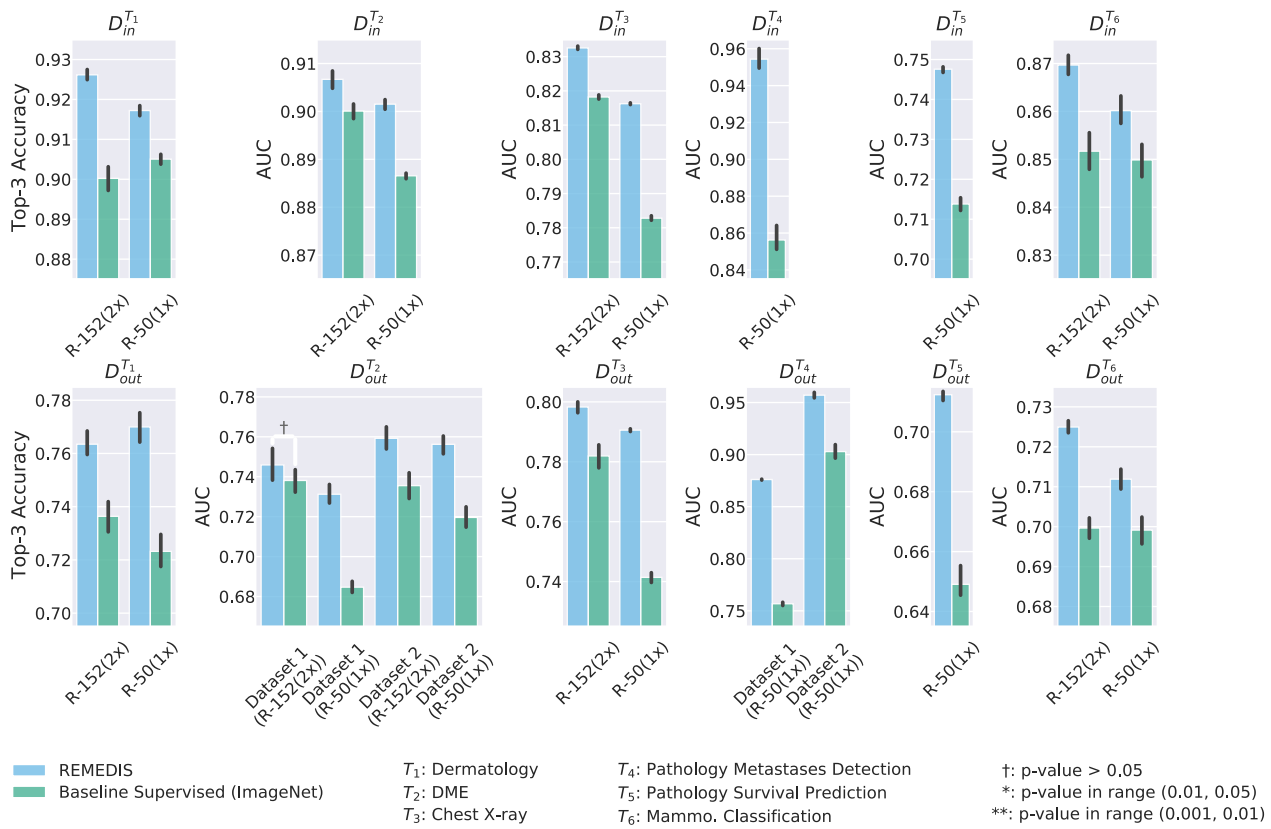 D_in^{T_1}
D_in^{T_2}
D_in^{T_3}
D_in^{T_4}
D_in^{T_5}
D_in^{T_6}
Top-3 Accuracy
0.93
0.92
0.91
0.90
0.89
0.88
R-152(2x)
R-50(1x)
AUC
0.91
0.90
0.89
0.88
0.87
R-152(2x)
R-50(1x)
AUC
0.83
0.82
0.81
0.80
0.79
0.78
0.77
R-152(2x)
R-50(1x)
AUC
0.96
0.94
0.92
0.90
0.88
0.86
0.84
R-50(1x)
AUC
0.75
0.74
0.73
0.72
0.71
0.70
R-50(1x)
AUC
0.87
0.86
0.85
0.84
0.83
R-152(2x)
R-50(1x)
D_out^{T_1}
D_out^{T_2}
D_out^{T_3}
D_out^{T_4}
D_out^{T_5}
D_out^{T_6}
Top-3 Accuracy
0.78
0.76
0.74
0.72
0.70
R-152(2x)
R-50(1x)
AUC
0.78
0.76
0.74
0.72
0.70
0.68
†
Dataset 1
(R-152(2x))
Dataset 1
(R-50(1x))
Dataset 2
(R-152(2x))
Dataset 2
(R-50(1x))
AUC
0.80
0.78
0.76
0.74
R-152(2x)
R-50(1x)
AUC
0.95
0.90
0.85
0.80
0.75
Dataset 1
(R-50(1x))
Dataset 2
(R-50(1x))
AUC
0.70
0.68
0.66
0.64
R-50(1x)
AUC
0.73
0.72
0.71
0.70
0.69
0.68
R-152(2x)
R-50(1x)
REMEDIS
Baseline Supervised (ImageNet)
T₁: Dermatology
T₂: DME
T₃: Chest X-ray
T₄: Pathology Metastases Detection
T₅: Pathology Survival Prediction
T₆: Mammo. Classification
†: p-value > 0.05
*: p-value in range (0.01, 0.05)
**: p-value in range (0.001, 0.01)